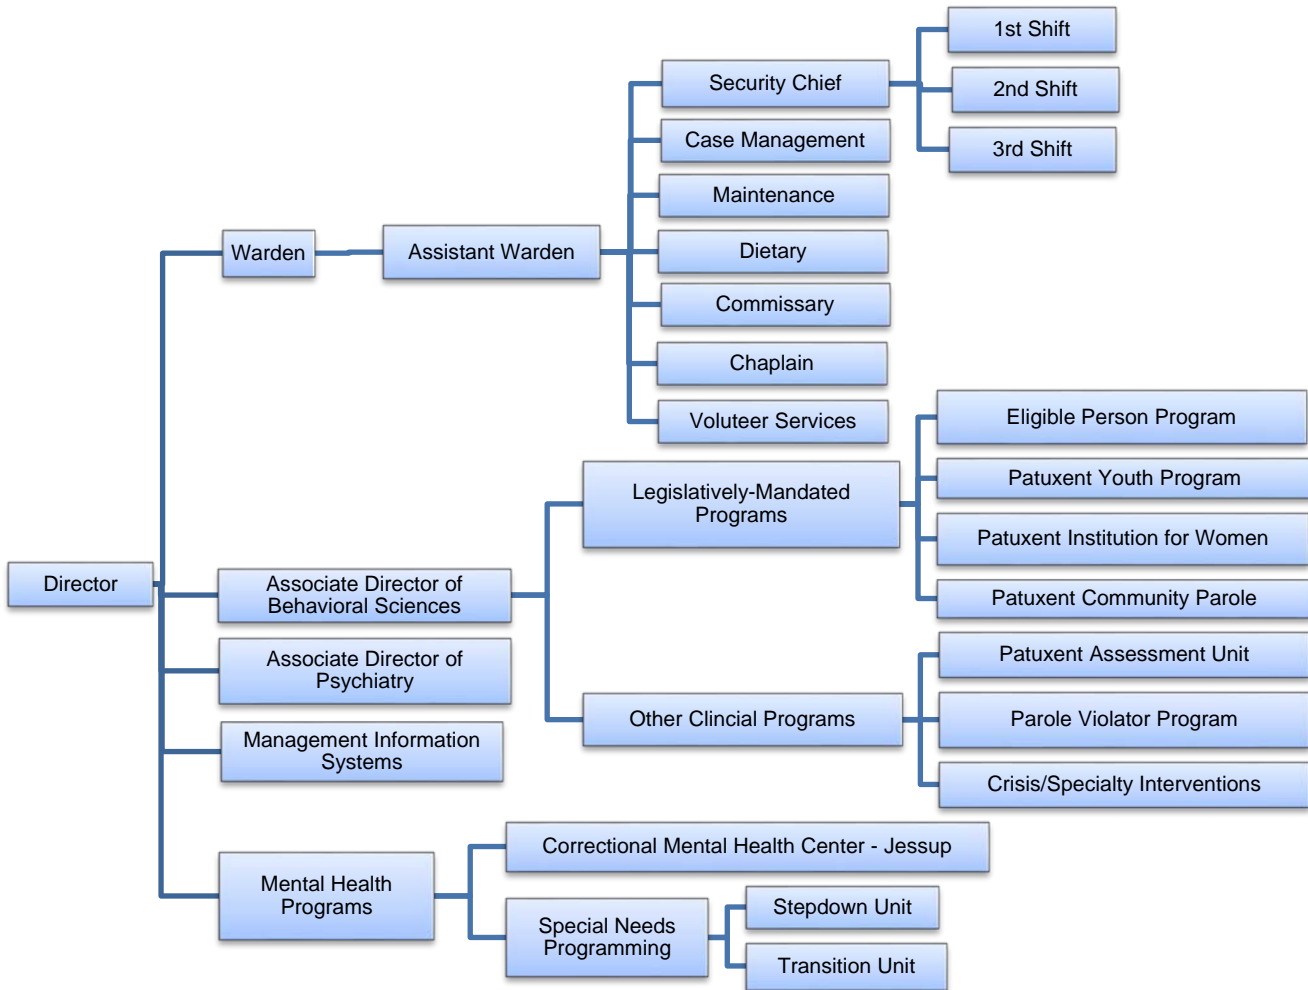 1st Shift
Security Chief
2nd Shift
Case Management
3rd Shift
Maintenance
Warden
Assistant Warden
Dietary
Commissary
Chaplain
Voluteer Services
Eligible Person Program
Legislatively-Mandated
Programs
Patuxent Youth Program
Patuxent Institution for Women
Director
Associate Director of
Behavioral Sciences
Patuxent Community Parole
Associate Director of
Psychiatry
Patuxent Assessment Unit
Other Clincial Programs
Parole Violator Program
Management Information
Systems
Crisis/Specialty Interventions
Correctional Mental Health Center - Jessup
Mental Health
Programs
Stepdown Unit
Special Needs
Programming
Transition Unit